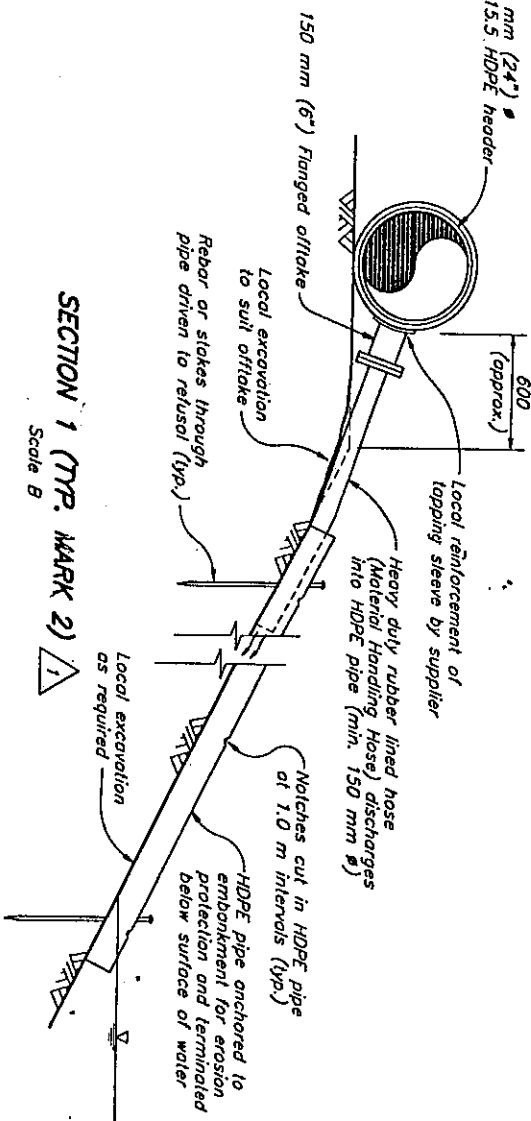 mm (24") ø
15.5 HDPE header
150 mm (6") Flanged offtake
600
(approx.)
Local reinforcement of
tapping sleeve by supplier
Heavy duty rubber lined hose
(Material Handling Hose) discharges
into HDPE pipe (min. 150 mm ø)
Local excavation
to suit offtake
Rebar or stakes through
pipe driven to refusal (typ.)
Notches cut in HDPE pipe
at 1.0 m intervals (typ.)
HDPE pipe anchored to
embankment for erosion
protection and terminated
below surface of water
Local excavation
as required
SECTION 1 (TYP. MARK 2)
Scale B
1